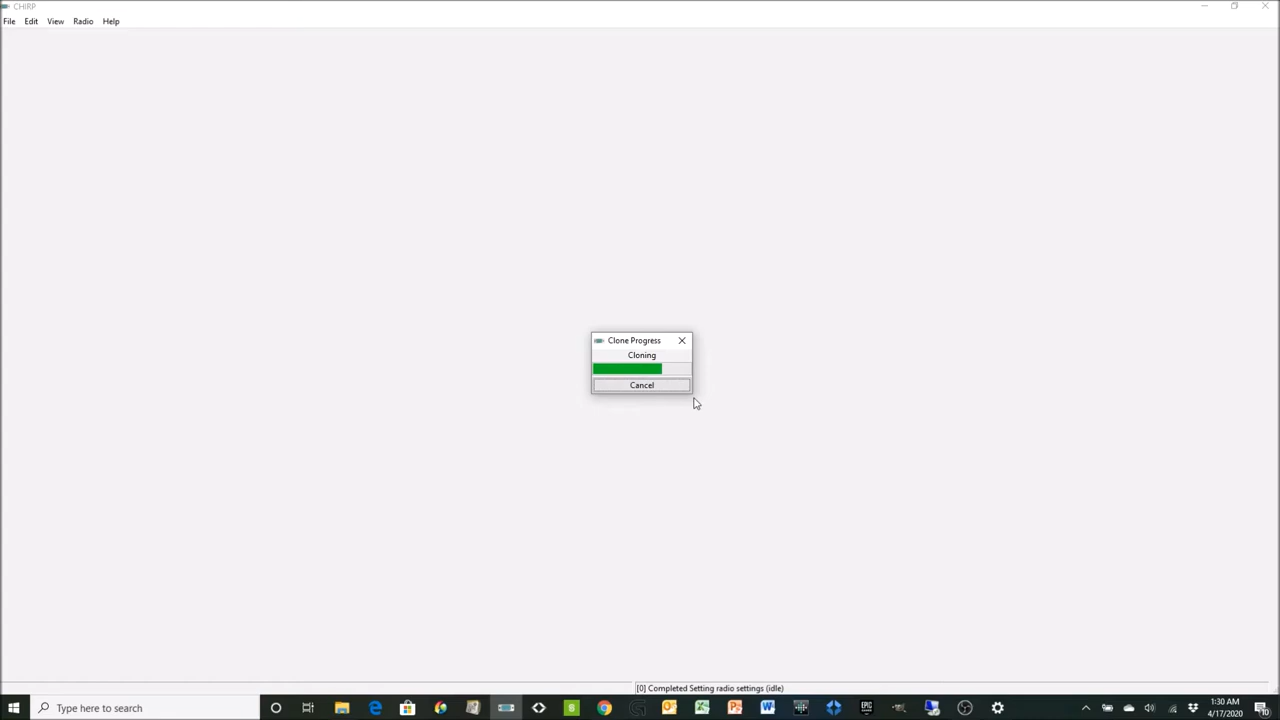 CHIRP
File Edit View Radio Help
Clone Progress
Cloning
Cancel
[0] Completed Setting radio settings (idle)
Type here to search
1:30 AM
4/17/2020